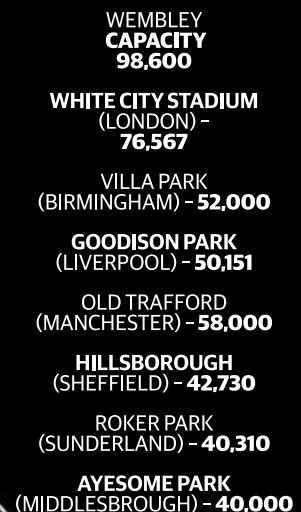 WEMBLEY
CAPACITY
98,600
WHITE CITY STADIUM
(LONDON) –
76,567
VILLA PARK
(BIRMINGHAM) – 52,000
GOODISON PARK
(LIVERPOOL) – 50,151
OLD TRAFFORD
(MANCHESTER) – 58,000
HILLSBOROUGH
(SHEFFIELD) – 42,730
ROKER PARK
(SUNDERLAND) – 40,310
AYESOME PARK
(MIDDLESBROUGH) – 40,000